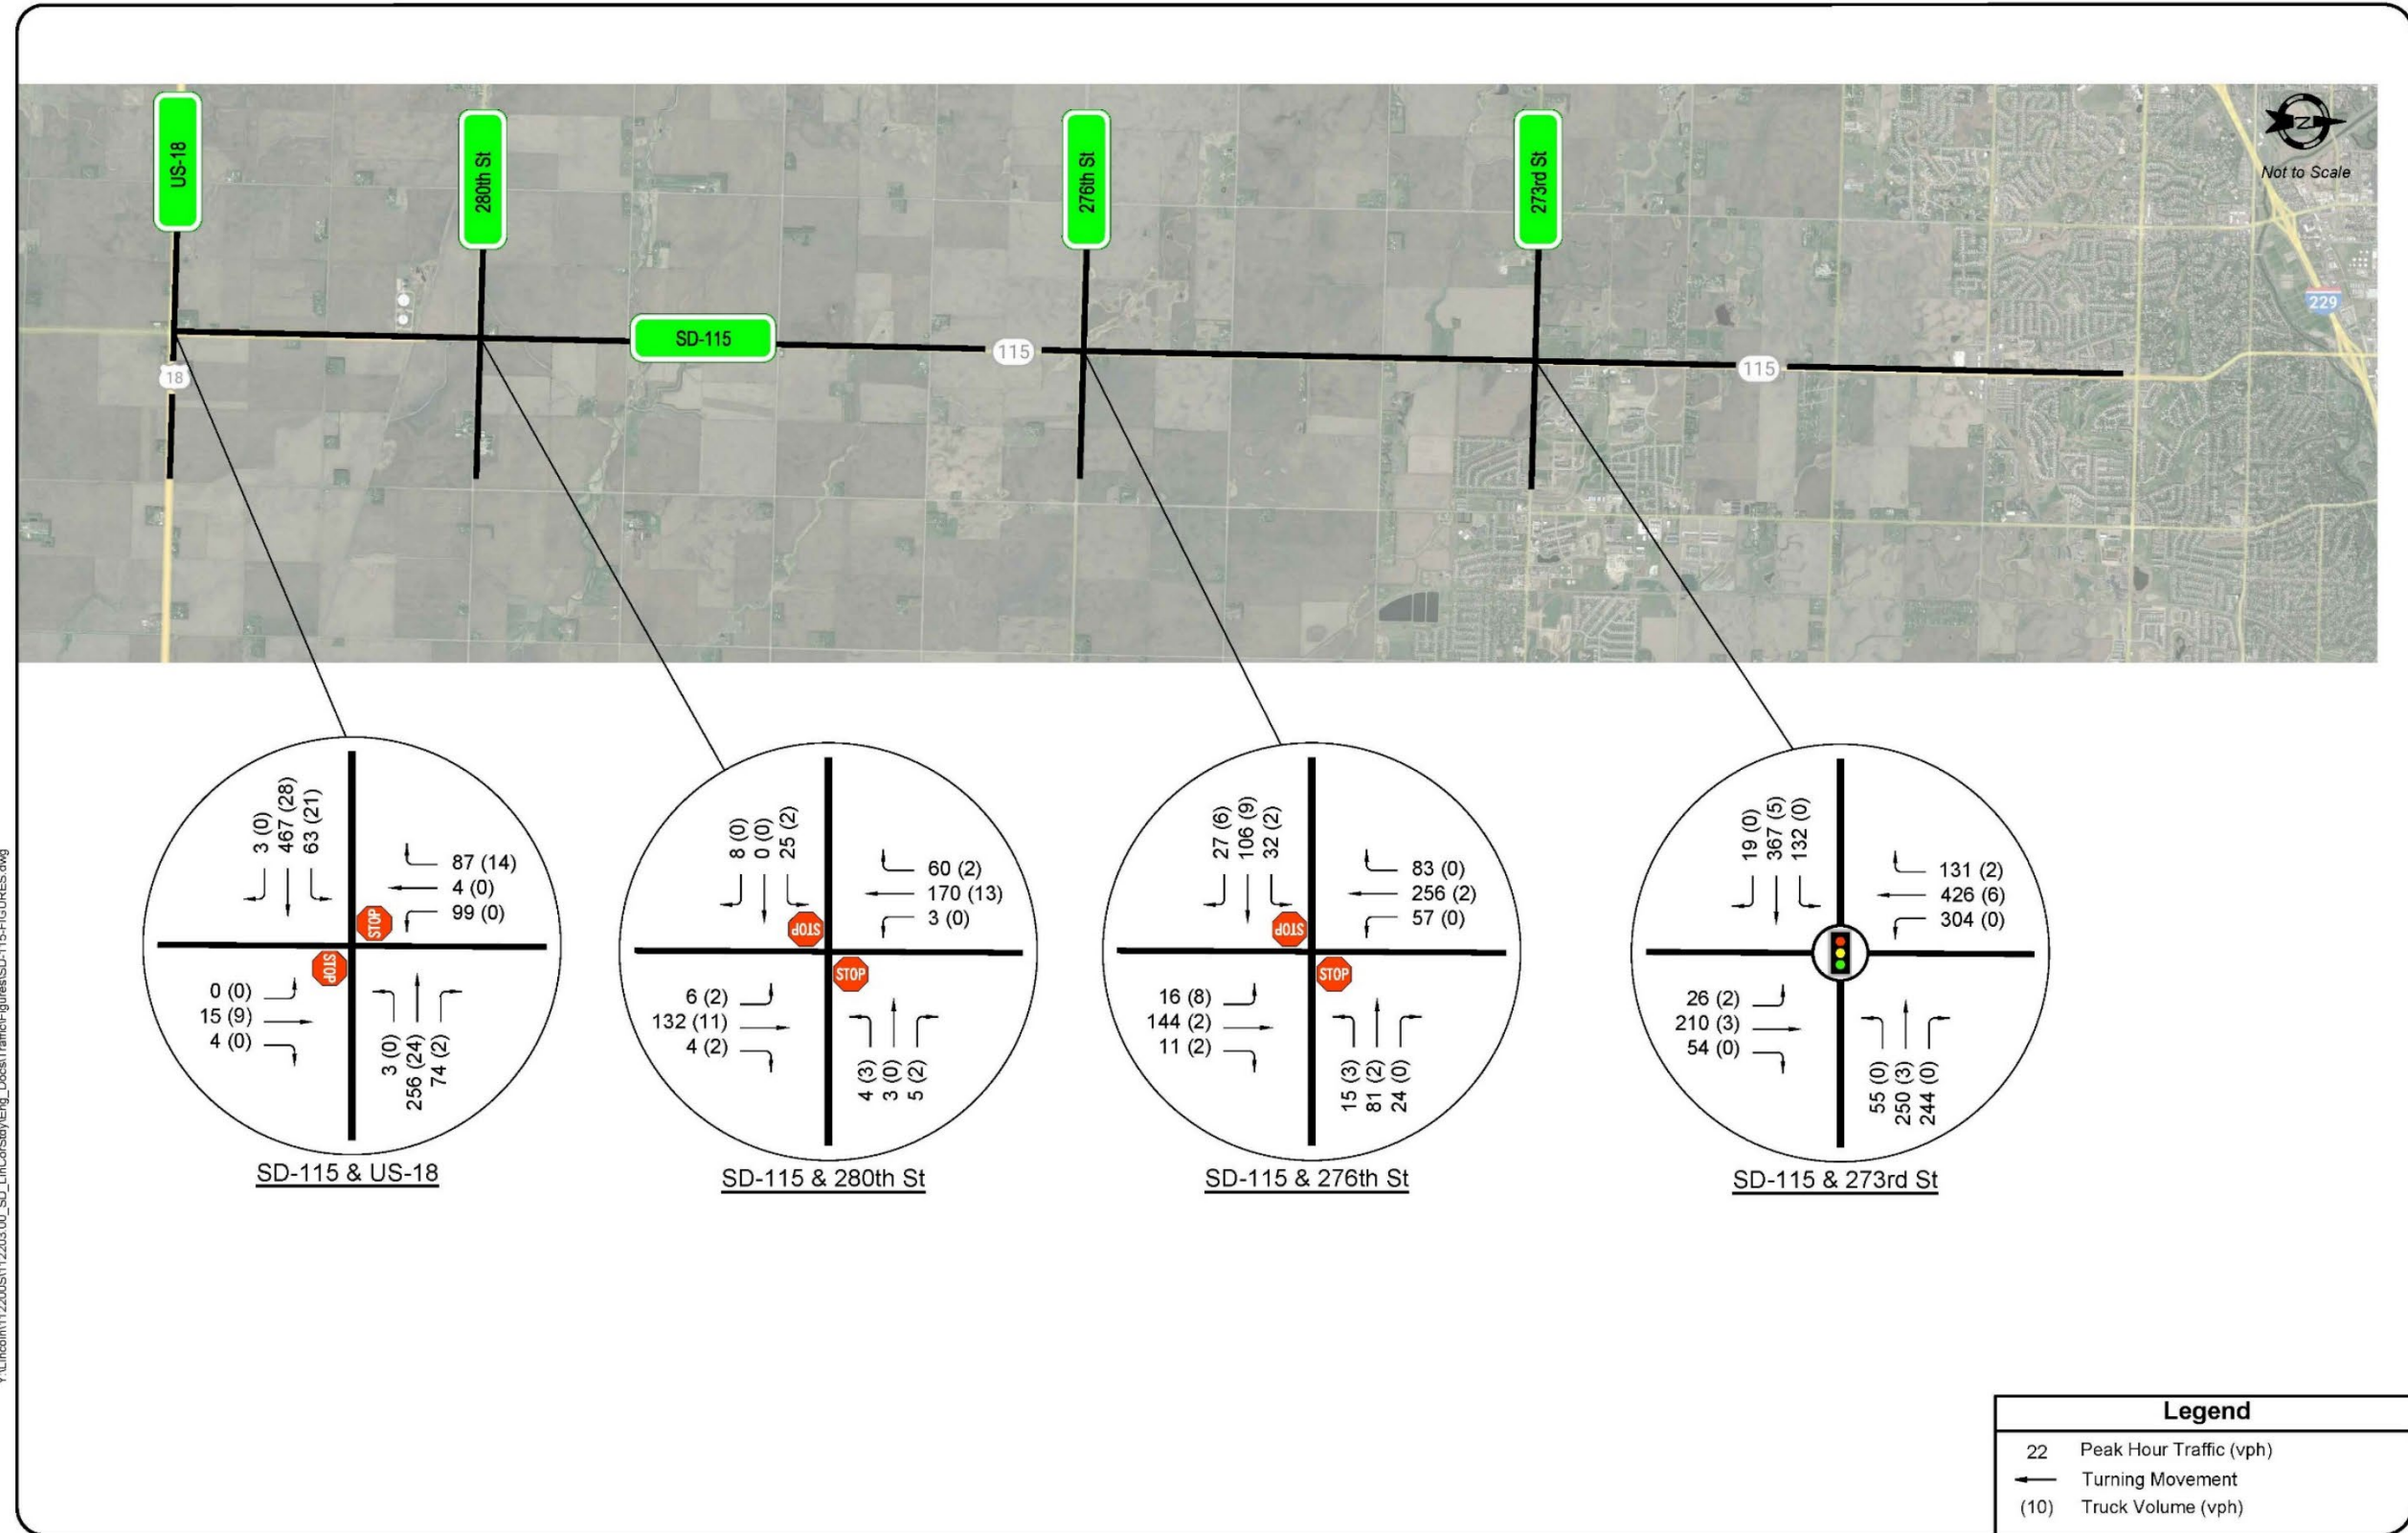 US-18
280th St
276th St
273rd St
Not to Scale
229
SD-115
115
115
18
3 (0)
467 (28)
63 (21)
87 (14)
4 (0)
99 (0)
STOP
STOP
0 (0)
15 (9)
4 (0)
3 (0)
256 (24)
74 (2)
SD-115 & US-18
8 (0)
0 (0)
25 (2)
60 (2)
170 (13)
3 (0)
STOP
STOP
6 (2)
132 (11)
4 (2)
4 (3)
3 (0)
5 (2)
SD-115 & 280th St
27 (6)
106 (9)
32 (2)
83 (0)
256 (2)
57 (0)
STOP
STOP
16 (8)
144 (2)
11 (2)
15 (3)
81 (2)
24 (0)
SD-115 & 276th St
19 (0)
367 (5)
132 (0)
131 (2)
426 (6)
304 (0)
26 (2)
210 (3)
54 (0)
55 (0)
250 (3)
244 (0)
SD-115 & 273rd St
Legend
22 Peak Hour Traffic (vph)
Turning Movement
(10) Truck Volume (vph)